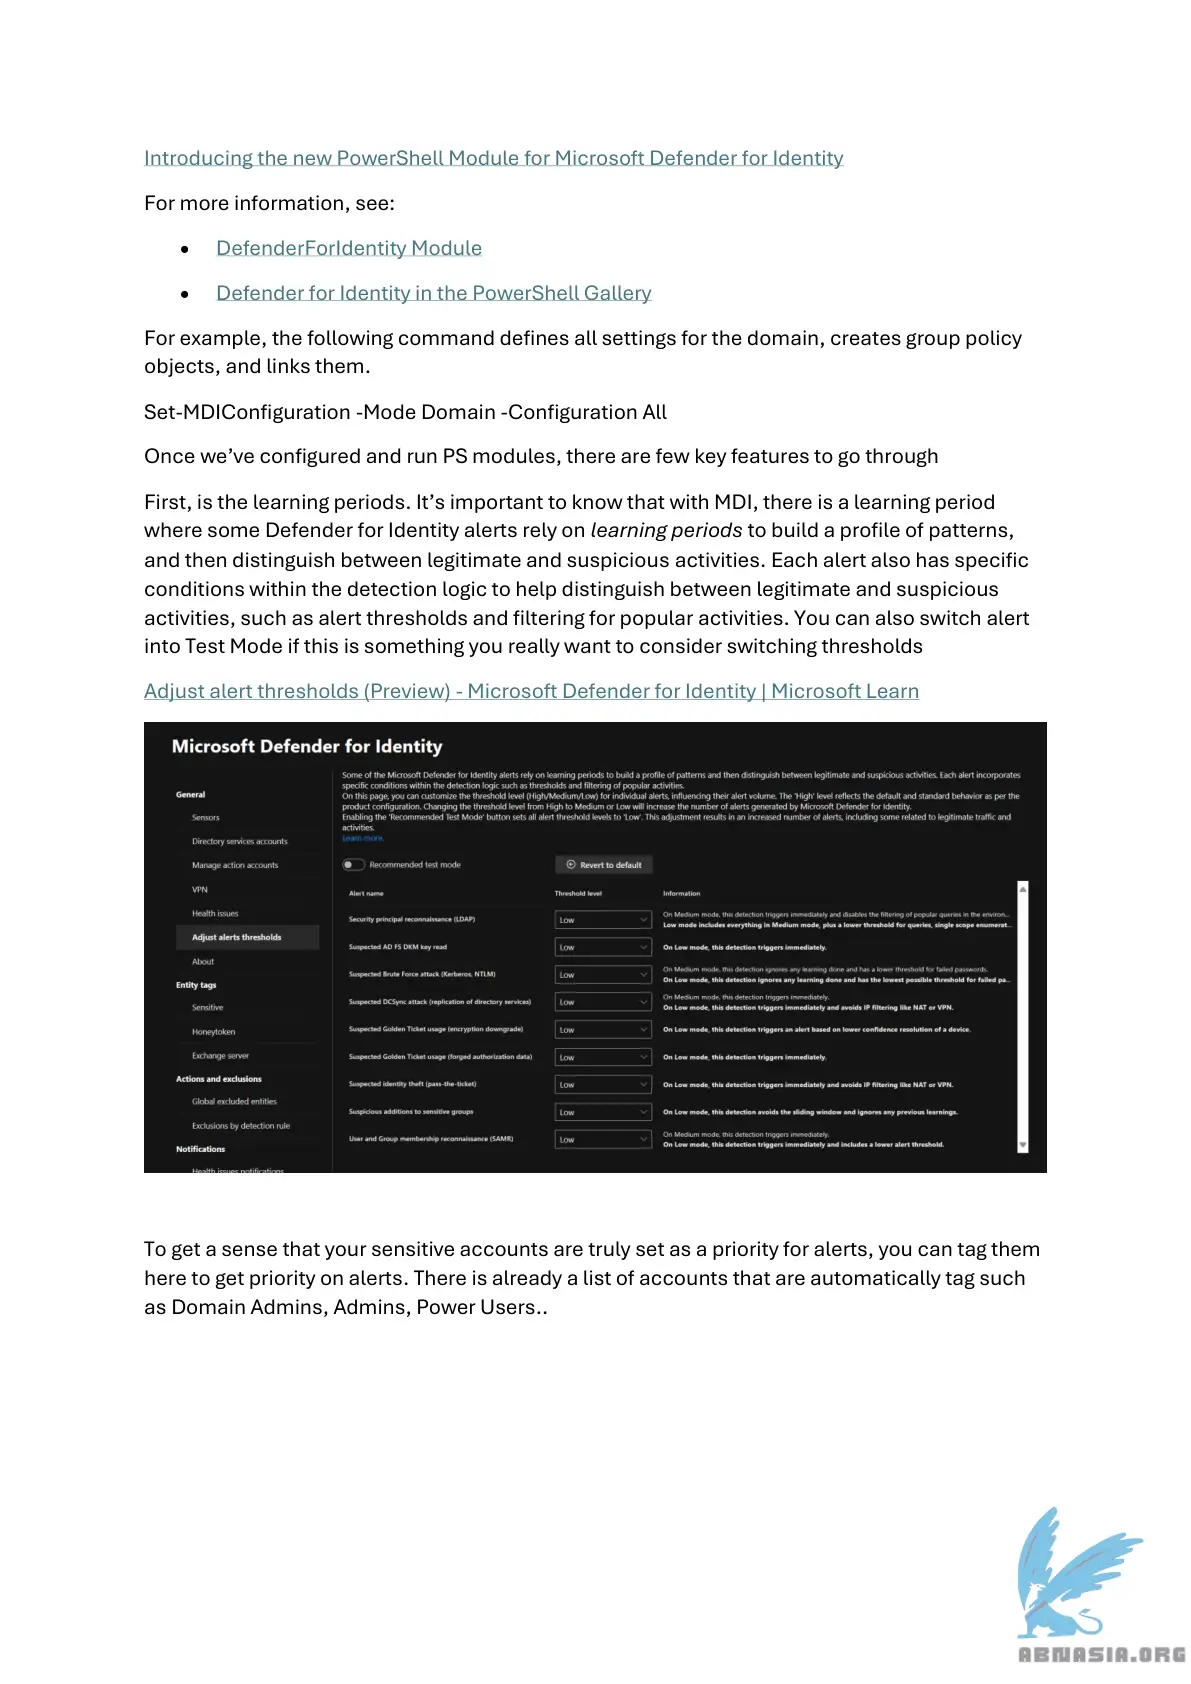 Introducing the new PowerShell Module for Microsoft Defender for Identity
For more information, see:
• DefenderForIdentity Module
• Defender for Identity in the PowerShell Gallery
For example, the following command defines all settings for the domain, creates group policy
objects, and links them.
Set-MDIConfiguration -Mode Domain -Configuration All
Once we’ve configured and run PS modules, there are few key features to go through
First, is the learning periods. It’s important to know that with MDI, there is a learning period
where some Defender for Identity alerts rely on learning periods to build a profile of patterns,
and then distinguish between legitimate and suspicious activities. Each alert also has specific
conditions within the detection logic to help distinguish between legitimate and suspicious
activities, such as alert thresholds and filtering for popular activities. You can also switch alert
into Test Mode if this is something you really want to consider switching thresholds
Adjust alert thresholds (Preview) - Microsoft Defender for Identity | Microsoft Learn
Microsoft Defender for Identity
General
Sensors
Directory services accounts
Manage action accounts
VPN
Health issues
Adjust alerts thresholds
About
Entity tags
Sensitive
Honeytoken
Exchange server
Actions and exclusions
Global excluded entities
Exclusions by detection rule
Notifications
Health issues notifications
Some of the Microsoft Defender for Identity alerts rely on learning periods to build a profile of patterns and then distinguish between legitimate and suspicious activities. Each alert incorporates
specific conditions within the detection logic such as thresholds and filtering of popular activities.
On this page, you can customize the threshold level (High/Medium/Low) for individual alerts, influencing their alert volume. The 'High' level reflects the default and standard behavior as per the
product configuration. Changing the threshold level from High to Medium or Low will increase the number of alerts generated by Microsoft Defender for Identity.
Enabling the 'Recommended Test Mode' button sets all alert threshold levels to 'Low'. This adjustment results in an increased number of alerts, including some related to legitimate traffic and
activities.
Learn more.
Recommended test mode Revert to default
Alert name Threshold level Information
Security principal reconnaissance (LDAP) Low On Medium mode, this detection triggers immediately and disables the filtering of popular queries in the environ...
Low mode includes everything in Medium mode, plus a lower threshold for queries, single scope enumerat...
Suspected AD FS DKM key read Low On Low mode, this detection triggers immediately.
Suspected Brute Force attack (Kerberos, NTLM) Low On Medium mode, this detection ignores any learning done and has a lower threshold for failed passwords.
On Low mode, this detection ignores any learning done and has the lowest possible threshold for failed pa...
Suspected DCSync attack (replication of directory services) Low On Medium mode, this detection triggers immediately.
On Low mode, this detection triggers immediately and avoids IP filtering like NAT or VPN.
Suspected Golden Ticket usage (encryption downgrade) Low On Low mode, this detection triggers an alert based on lower confidence resolution of a device.
Suspected Golden Ticket usage (forged authorization data) Low On Low mode, this detection triggers immediately.
Suspected identity theft (pass-the-ticket) Low On Low mode, this detection triggers immediately and avoids IP filtering like NAT or VPN.
Suspicious additions to sensitive groups Low On Low mode, this detection avoids the sliding window and ignores any previous learnings.
User and Group membership reconnaissance (SAMR) Low On Medium mode, this detection triggers immediately.
On Low mode, this detection triggers immediately and includes a lower alert threshold.
To get a sense that your sensitive accounts are truly set as a priority for alerts, you can tag them
here to get priority on alerts. There is already a list of accounts that are automatically tag such
as Domain Admins, Admins, Power Users..
ABNASIA.ORG